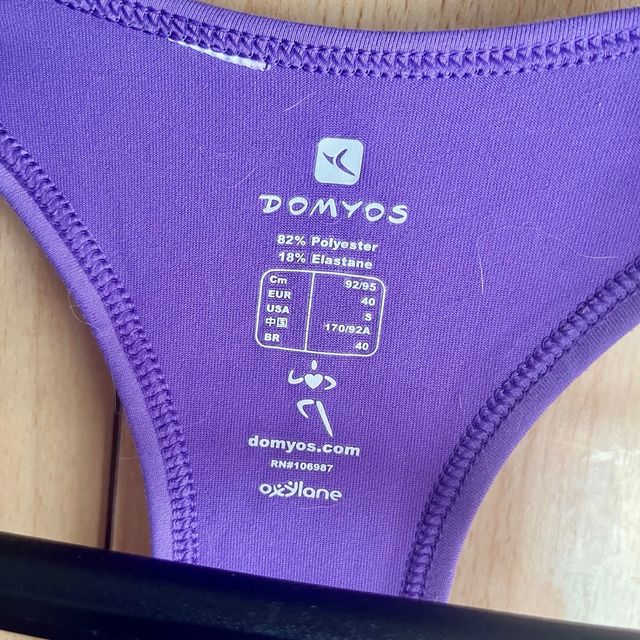 DOMYOS
82% Polyester
18% Elastane
Cm 92/95
EUR 40
USA S
中国 170/92A
BR 40
domyos.com
RN#106987
oxylane